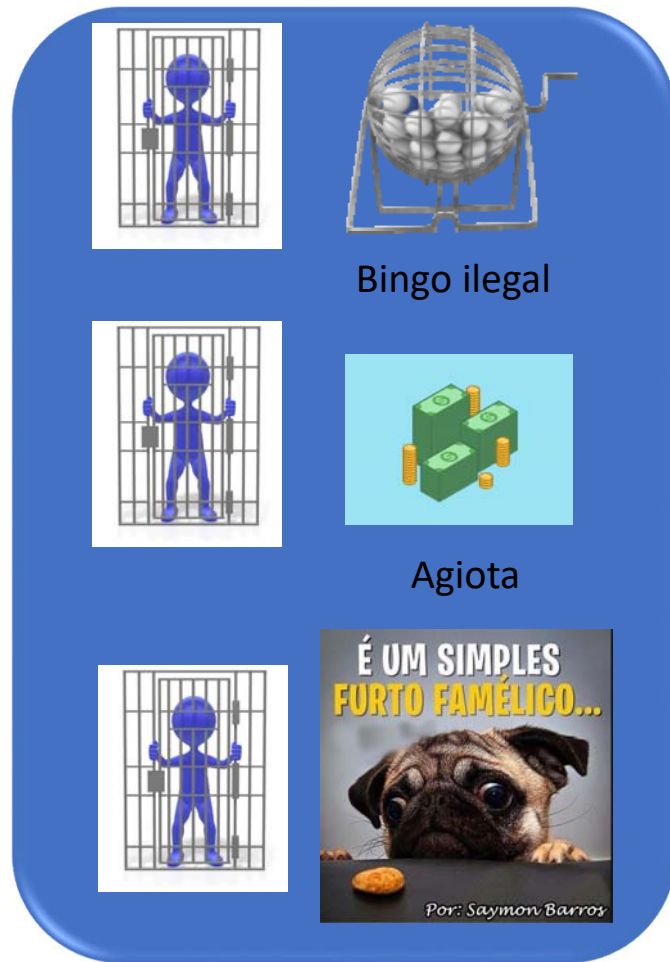 Bingo ilegal
Agiota
É UM SIMPLES
FURTO FAMÉLICO...
Por: Saymon Barros